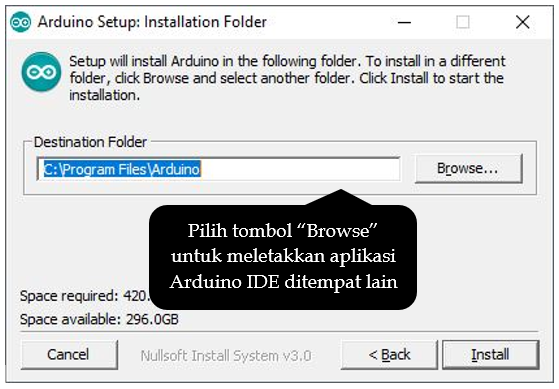 Arduino Setup: Installation Folder
Setup will install Arduino in the following folder. To install in a different
folder, click Browse and select another folder. Click Install to start the
installation.
Destination Folder
C:\Program Files\Arduino
Browse...
Pilih tombol “Browse”
untuk meletakkan aplikasi
Arduino IDE ditempat lain
Space required: 420.
Space available: 296.0GB
Cancel
Nullsoft Install System v3.0
< Back
Install